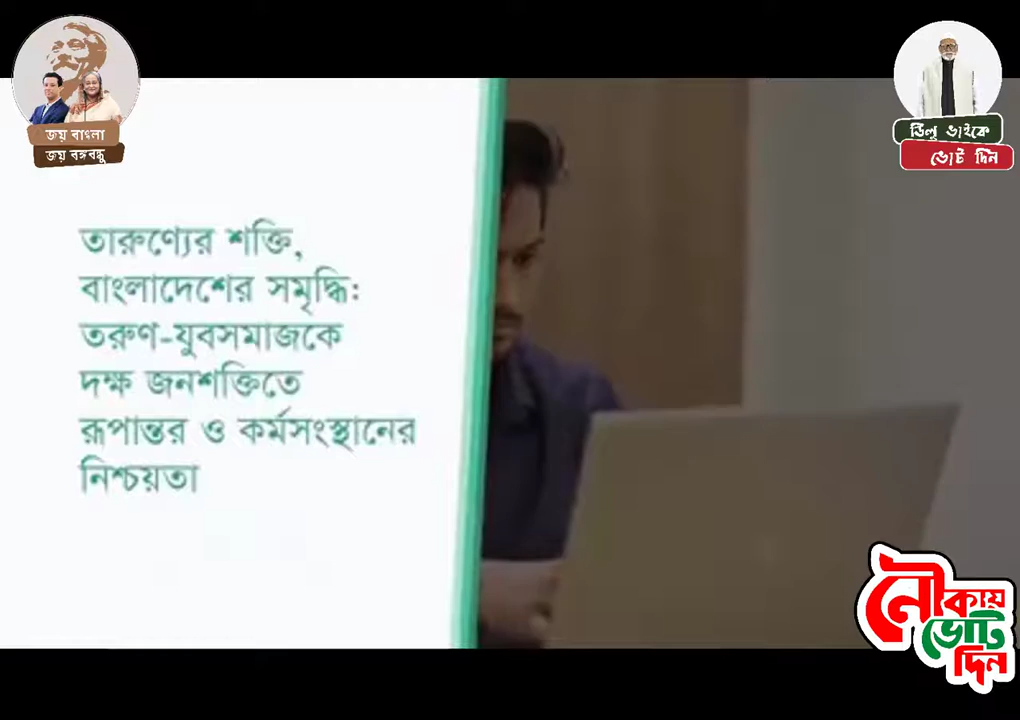 জয় বাংলা
জয় বঙ্গবন্ধু
ডিলু ভাইকে
ভোট দিন
তারুণ্যের শক্তি,
বাংলাদেশের সমৃদ্ধি:
তরুণ-যুবসমাজকে
দক্ষ জনশক্তিতে
রূপান্তর ও কর্মসংস্থানের
নিশ্চয়তা
নৌকায়
ভোট
দিন